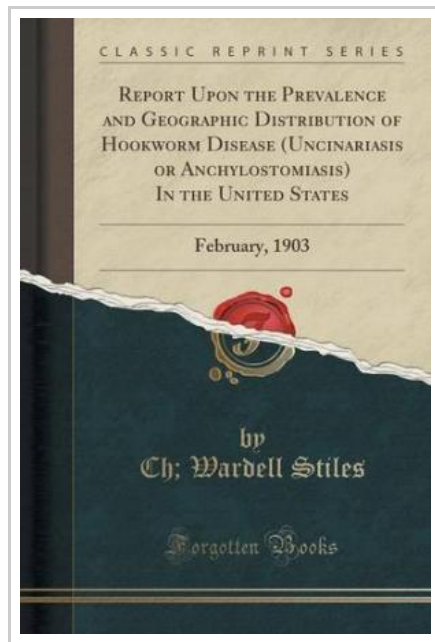 CLASSIC REPRINT SERIES
REPORT UPON THE PREVALENCE
AND GEOGRAPHIC DISTRIBUTION OF
HOOKWORM DISEASE (UNCINARIASIS
OR ANCHYLOSTOMIASIS)
IN THE UNITED STATES
FEBRUARY, 1903
by
Ch; Wardell Stiles
Forgotten Books